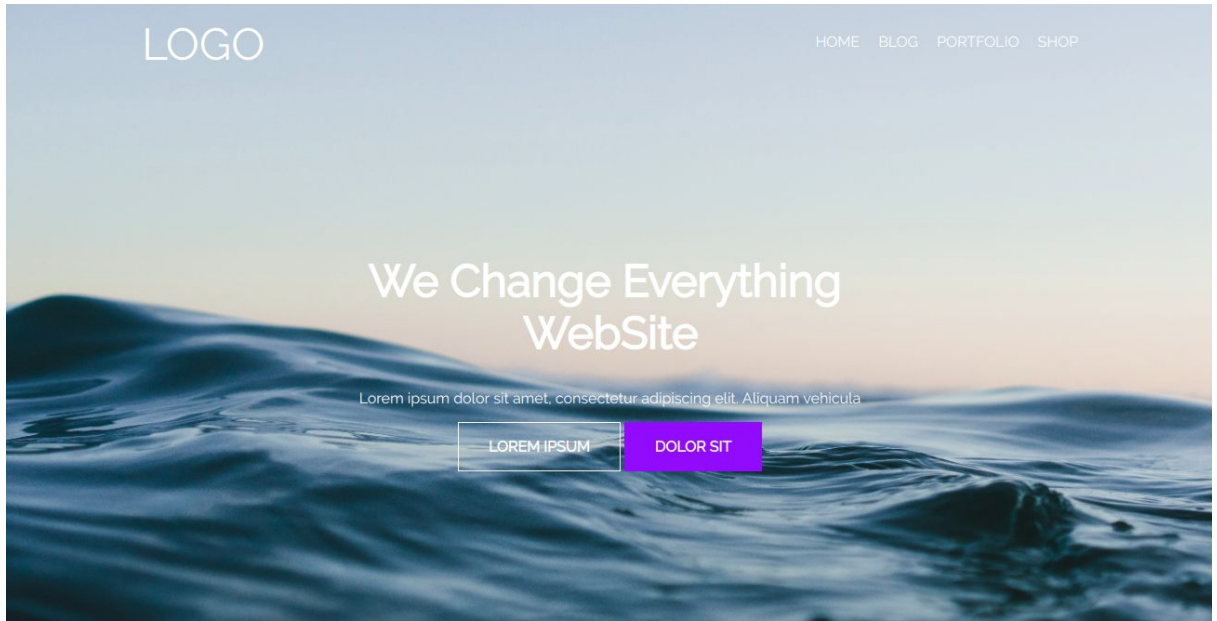 LOGO
HOME BLOG PORTFOLIO SHOP
We Change Everything
WebSite
Lorem ipsum dolor sit amet, consectetur adipiscing elit. Aliquam vehicula
LOREM IPSUM DOLOR SIT